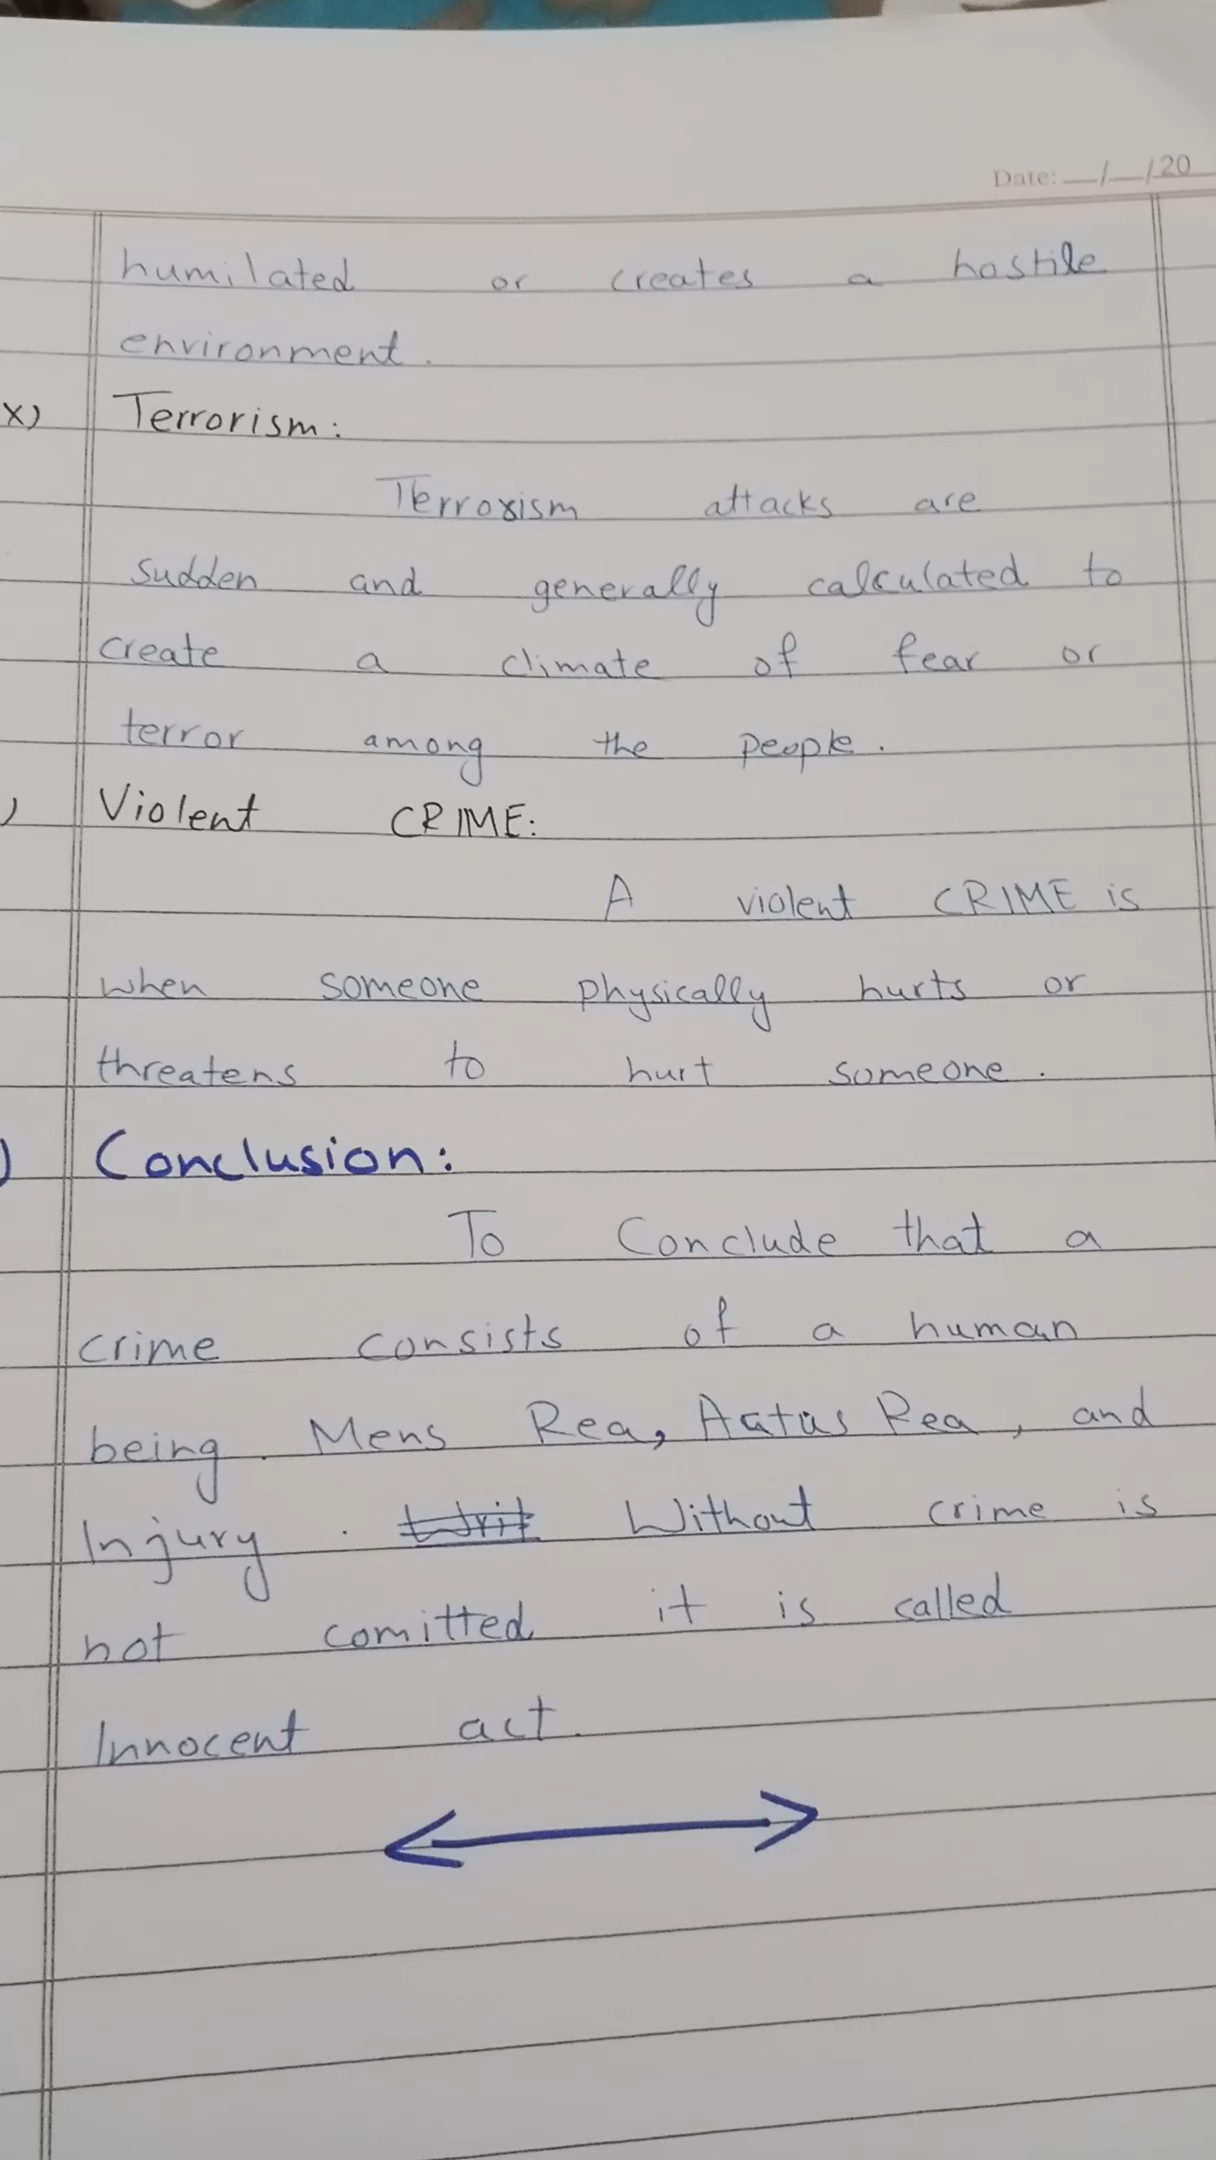 Date: __/__/20
humilated or creates a hostile
environment.
x) Terrorism:
Terrorism attacks are
sudden and generally calculated to
create a climate of fear or
terror among the people.
) Violent CRIME:
A violent CRIME is
when someone physically hurts or
threatens to hurt someone.
) Conclusion:
To Conclude that a
crime consists of a human
being. Mens Rea, Aatus Rea, and
Injury. Without crime is
not comitted it is called
Innocent act.